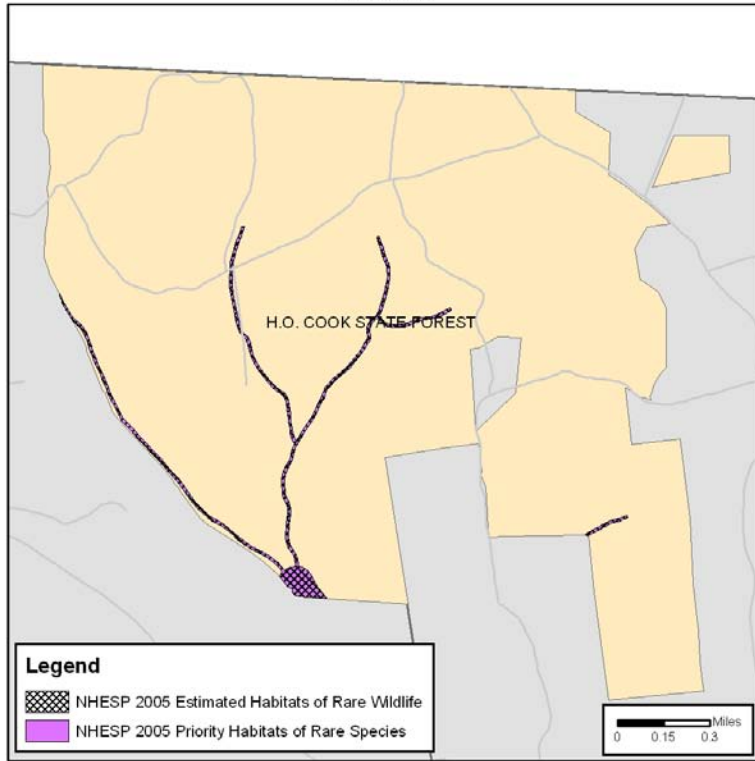 H.O. COOK STATE FOREST
Legend
NHESP 2005 Estimated Habitats of Rare Wildlife
NHESP 2005 Priority Habitats of Rare Species
Miles
0 0.15 0.3